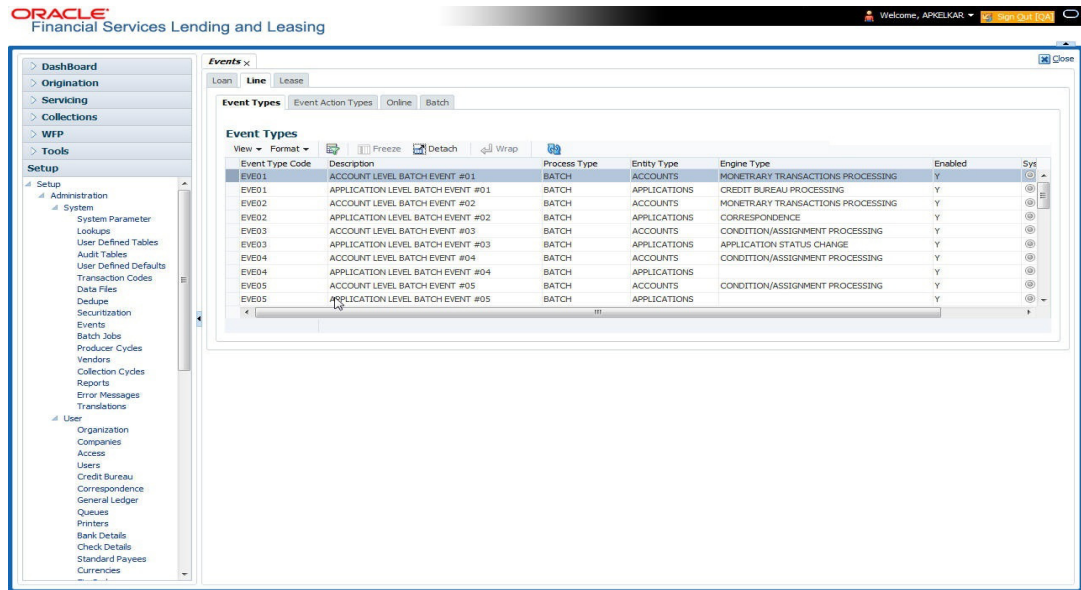 ORACLE
Financial Services Lending and Leasing
Welcome, APKELKAR
Sign Out [QA]
DashBoard
Origination
Servicing
Collections
WFP
Tools
Setup
Setup
Administration
System
System Parameter
Lookups
User Defined Tables
Audit Tables
User Defined Defaults
Transaction Codes
Data Files
Dedupe
Securitization
Events
Batch Jobs
Producer Cycles
Vendors
Collection Cycles
Reports
Error Messages
Translations
User
Organization
Companies
Access
Users
Credit Bureau
Correspondence
General Ledger
Queues
Printers
Bank Details
Check Details
Standard Payees
Currencies
Events
Close
Loan Line Lease
Event Types Event Action Types Online Batch
Event Types
View Format Freeze Detach Wrap
Event Type Code Description Process Type Entity Type Engine Type Enabled Sys
EVE01 ACCOUNT LEVEL BATCH EVENT #01 BATCH ACCOUNTS MONETRARY TRANSACTIONS PROCESSING Y
EVE01 APPLICATION LEVEL BATCH EVENT #01 BATCH APPLICATIONS CREDIT BUREAU PROCESSING Y
EVE02 ACCOUNT LEVEL BATCH EVENT #02 BATCH ACCOUNTS MONETRARY TRANSACTIONS PROCESSING Y
EVE02 APPLICATION LEVEL BATCH EVENT #02 BATCH APPLICATIONS CORRESPONDENCE Y
EVE03 ACCOUNT LEVEL BATCH EVENT #03 BATCH ACCOUNTS CONDITION/ASSIGNMENT PROCESSING Y
EVE03 APPLICATION LEVEL BATCH EVENT #03 BATCH APPLICATIONS APPLICATION STATUS CHANGE Y
EVE04 ACCOUNT LEVEL BATCH EVENT #04 BATCH ACCOUNTS CONDITION/ASSIGNMENT PROCESSING Y
EVE04 APPLICATION LEVEL BATCH EVENT #04 BATCH APPLICATIONS Y
EVE05 ACCOUNT LEVEL BATCH EVENT #05 BATCH ACCOUNTS CONDITION/ASSIGNMENT PROCESSING Y
EVE05 APPLICATION LEVEL BATCH EVENT #05 BATCH APPLICATIONS Y